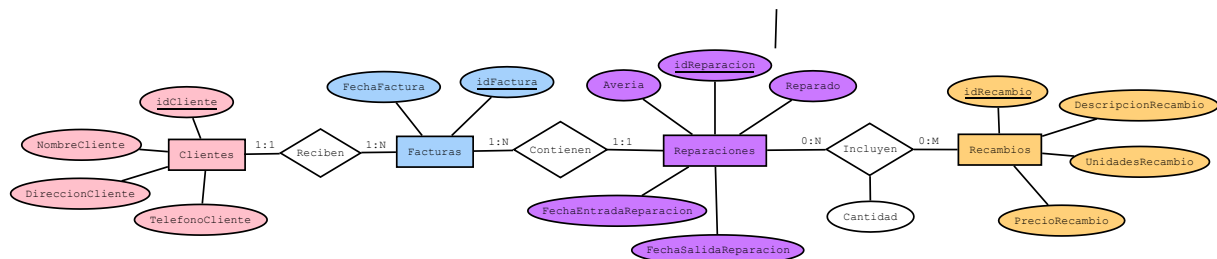 idReparacion
idFactura
Averia
Reparado
FechaFactura
idRecambio
idCliente
DescripcionRecambio
NombreCliente
Clientes
1:1
Reciben
1:N
Facturas
1:N
Contienen
1:1
Reparaciones
0:N
Incluyen
0:M
Recambios
UnidadesRecambio
DireccionCliente
TelefonoCliente
FechaEntradaReparacion
Cantidad
PrecioRecambio
FechaSalidaReparacion